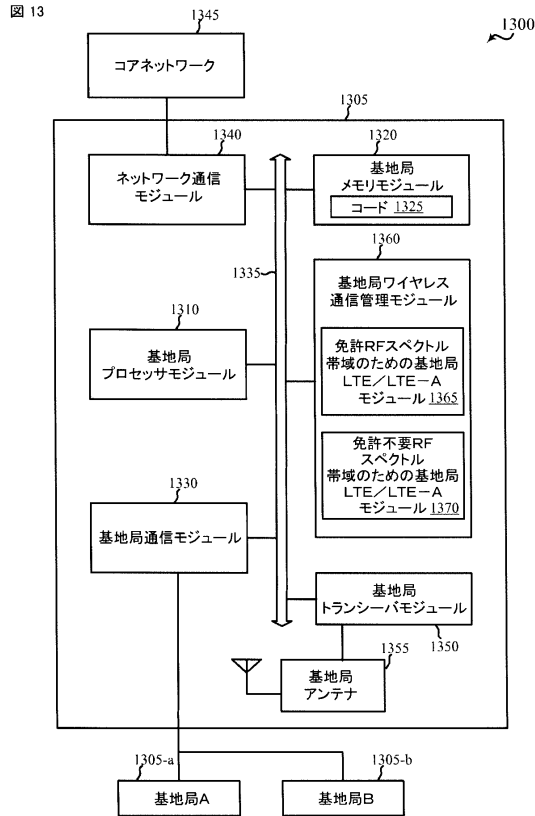 図 13
1300
1345
コアネットワーク
1305
1340
ネットワーク通信
モジュール
1320
基地局
メモリモジュール
コード 1325
1335
1360
基地局ワイヤレス
通信管理モジュール
免許RFスペクトル
帯域のための基地局
LTE/LTE-A
モジュール 1365
免許不要RF
スペクトル
帯域のための基地局
LTE/LTE-A
モジュール 1370
1310
基地局
プロセッサモジュール
1330
基地局通信モジュール
基地局
トランシーバモジュール
1350
1355
基地局
アンテナ
1305-a
基地局A
1305-b
基地局B